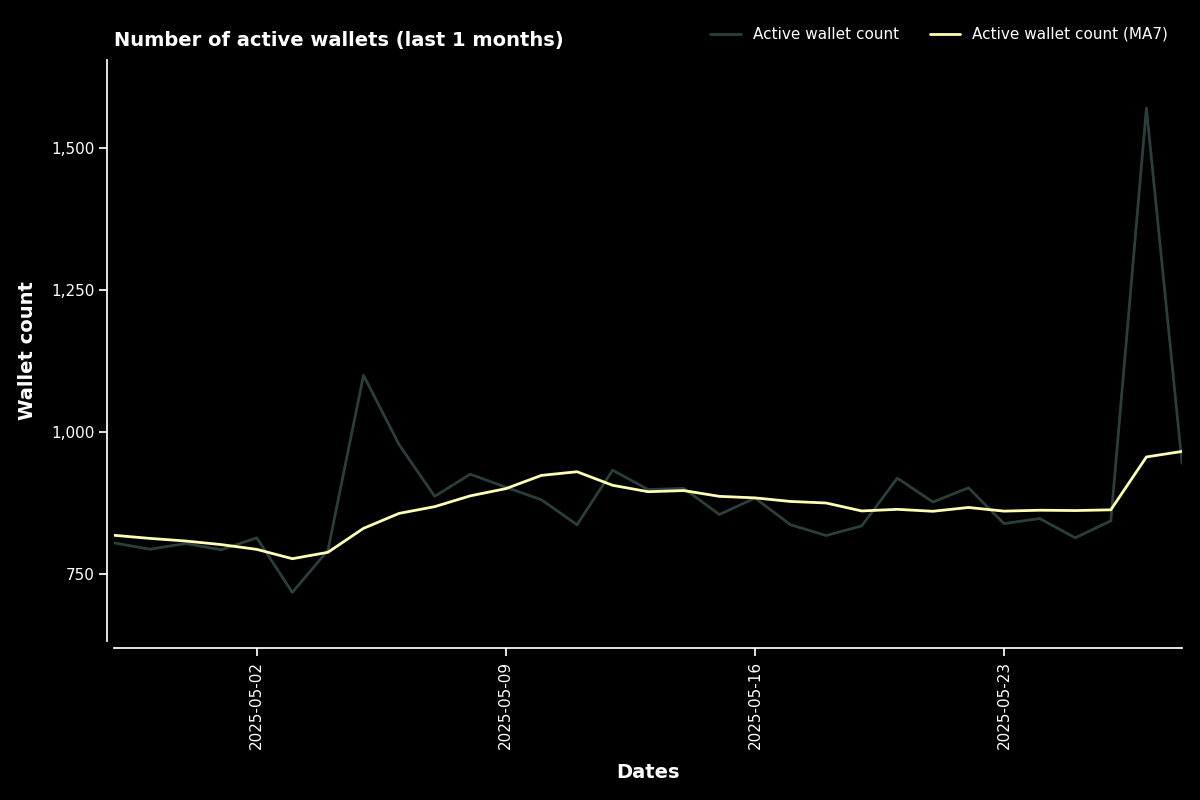 Number of active wallets (last 1 months)
Active wallet count
Active wallet count (MA7)
Wallet count
1,500
1,250
1,000
750
2025-05-02
2025-05-09
2025-05-16
2025-05-23
Dates